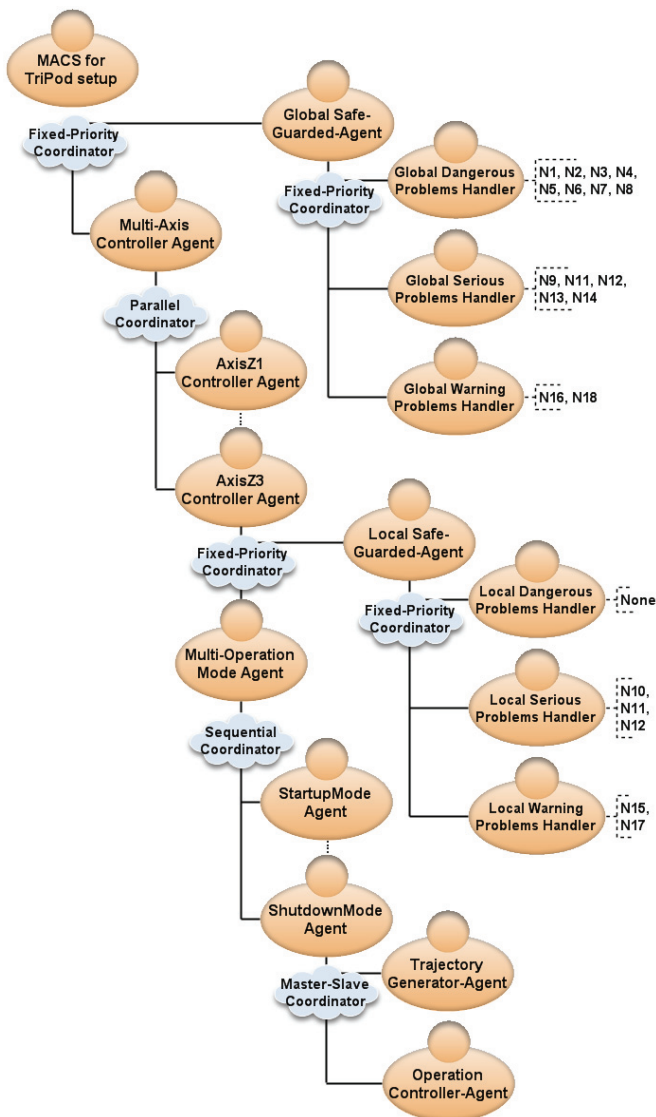 MACS for
TriPod setup
Global Safe-
Guarded-Agent
Fixed-Priority
Coordinator
Global Dangerous
Problems Handler
N1, N2, N3, N4,
N5, N6, N7, N8
Fixed-Priority
Coordinator
Multi-Axis
Controller Agent
Global Serious
Problems Handler
N9, N11, N12,
N13, N14
Parallel
Coordinator
AxisZ1
Controller Agent
Global Warning
Problems Handler
N16, N18
AxisZ3
Controller Agent
Local Safe-
Guarded-Agent
Fixed-Priority
Coordinator
Local Dangerous
Problems Handler
None
Fixed-Priority
Coordinator
Multi-Operation
Mode Agent
Local Serious
Problems Handler
N10,
N11,
N12
Sequential
Coordinator
StartupMode
Agent
Local Warning
Problems Handler
N15,
N17
ShutdownMode
Agent
Trajectory
Generator-Agent
Master-Slave
Coordinator
Operation
Controller-Agent